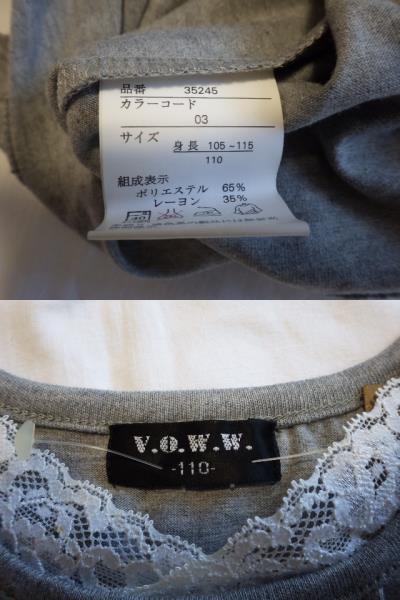 品番 35245
カラーコード
03
サイズ
身長 105~115
110
組成表示
ポリエステル 65%
レーヨン 35%
40
V.O.W.W.
-110-